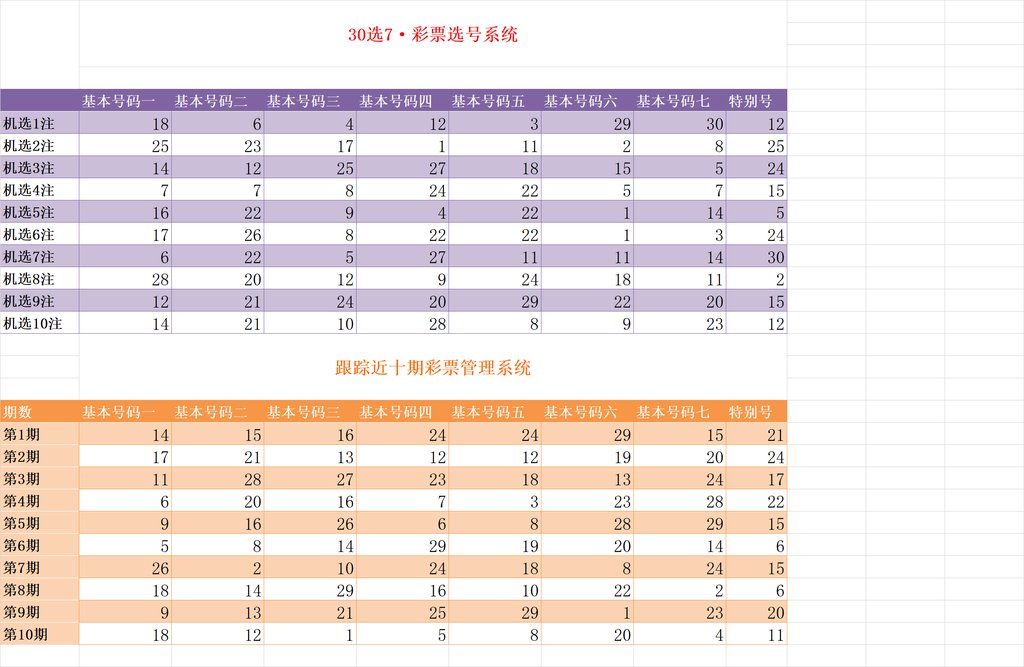 30选7·彩票选号系统
基本号码一 基本号码二 基本号码三 基本号码四 基本号码五 基本号码六 基本号码七 特别号
机选1注 18 6 4 12 3 29 30 12
机选2注 25 23 17 1 11 2 8 25
机选3注 14 12 25 27 18 15 5 24
机选4注 7 7 8 24 22 5 7 15
机选5注 16 22 9 4 22 1 14 5
机选6注 17 26 8 22 22 1 3 24
机选7注 6 22 5 27 11 11 14 30
机选8注 28 20 12 9 24 18 11 2
机选9注 12 21 24 20 29 22 20 15
机选10注 14 21 10 28 8 9 23 12
跟踪近十期彩票管理系统
期数 基本号码一 基本号码二 基本号码三 基本号码四 基本号码五 基本号码六 基本号码七 特别号
第1期 14 15 16 24 24 29 15 21
第2期 17 21 13 12 12 19 20 24
第3期 11 28 27 23 18 13 24 17
第4期 6 20 16 7 3 23 28 22
第5期 9 16 26 6 8 28 29 15
第6期 5 8 14 29 19 20 14 6
第7期 26 2 10 24 18 8 24 15
第8期 18 14 29 16 10 22 2 6
第9期 9 13 21 25 29 1 23 20
第10期 18 12 1 5 8 20 4 11